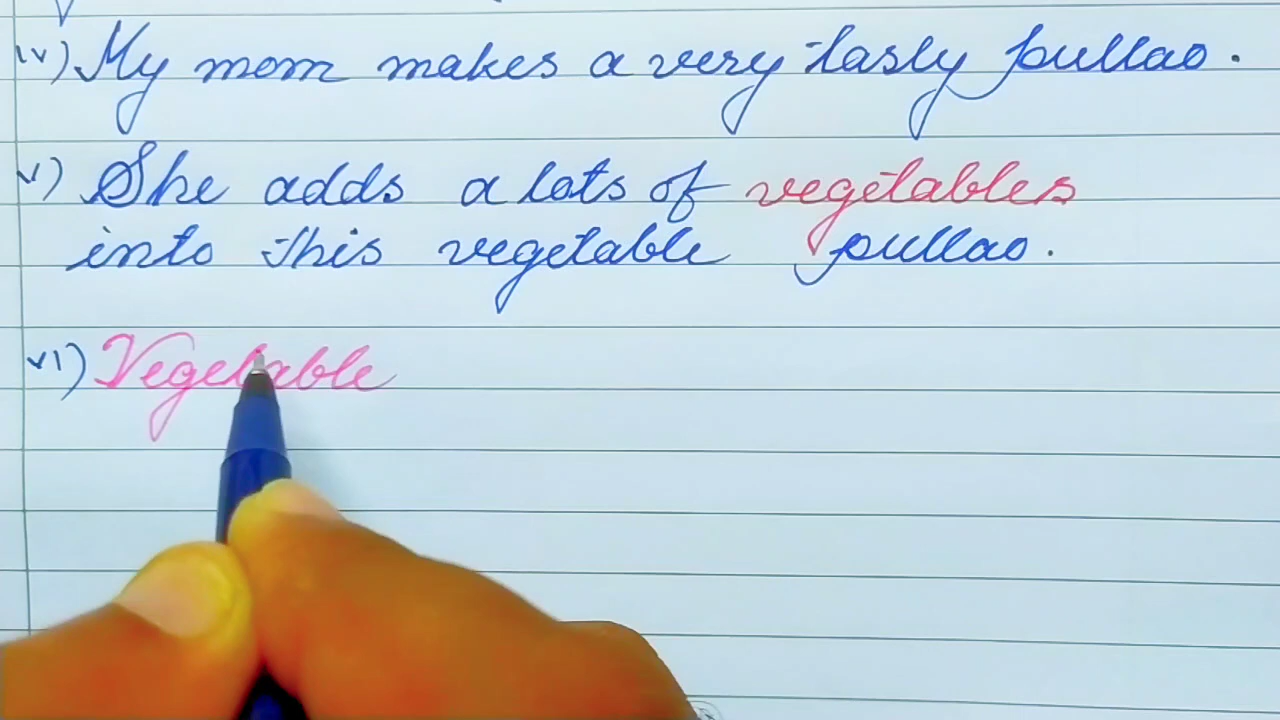 iv) My mom makes a very tasty pullao.
v) She adds a lots of vegetables
into this vegetable pullao.
vi) Vegetable